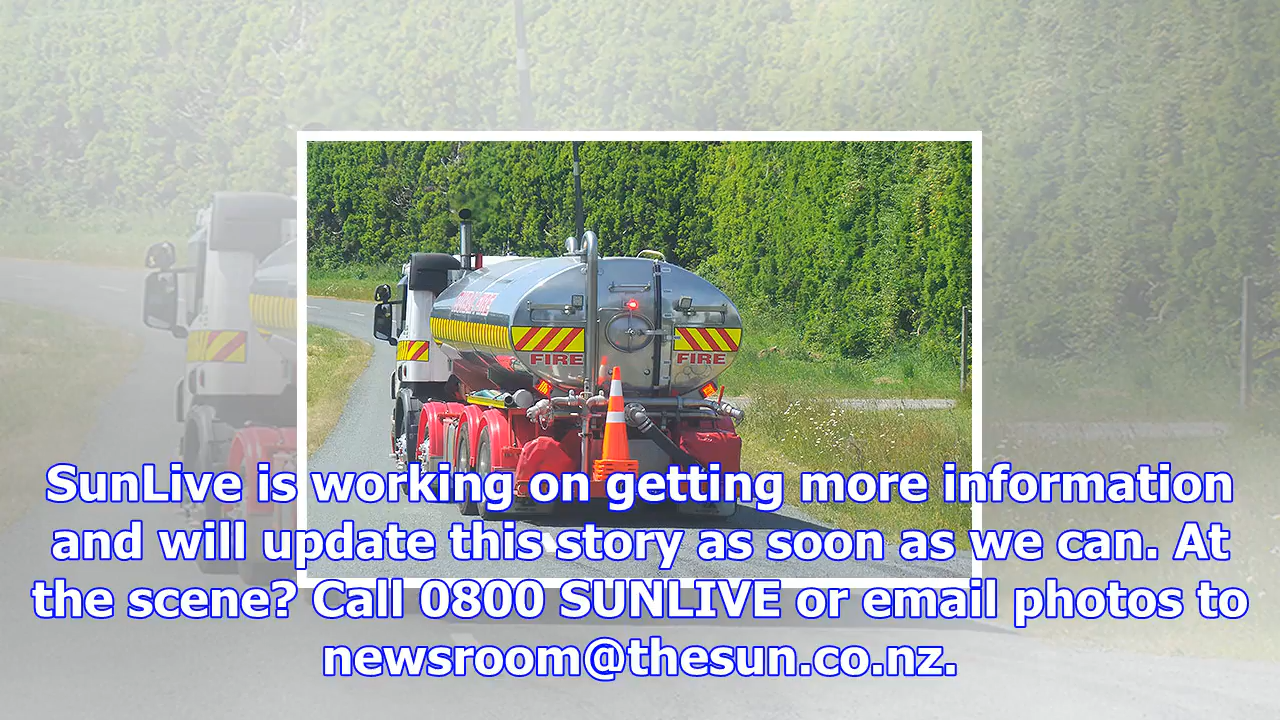 FIRE
FIRE
SunLive is working on getting more information
and will update this story as soon as we can. At
the scene? Call 0800 SUNLIVE or email photos to
newsroom@thesun.co.nz.